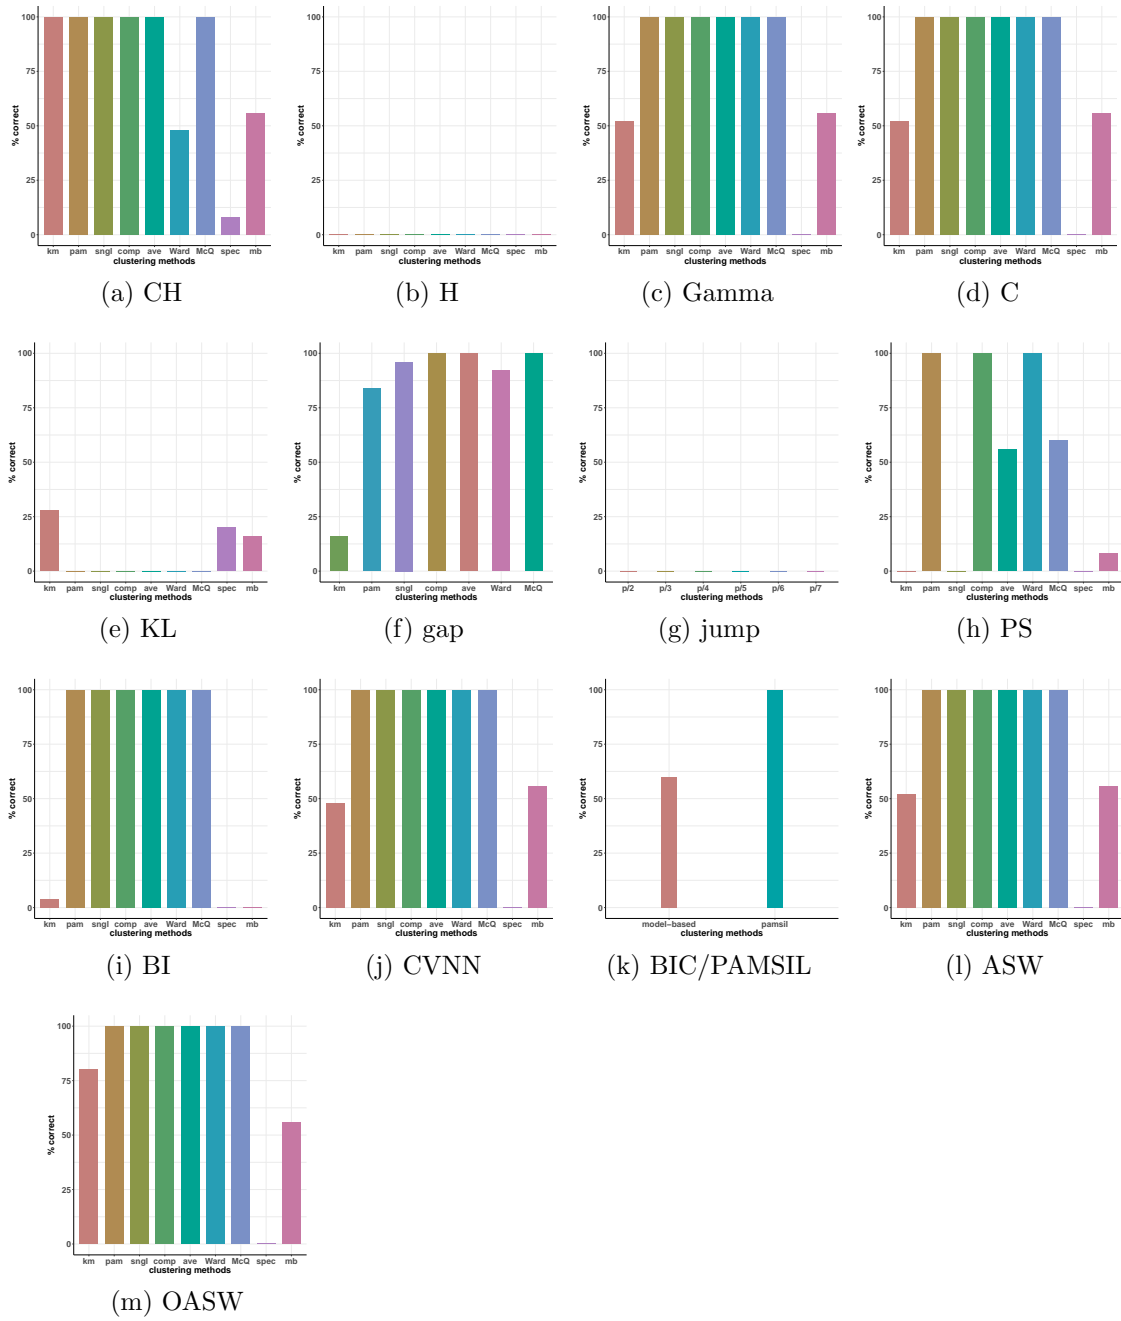 100
75
50
25
0
% correct
km pam sngl comp ave Ward McQ spec mb
clustering methods
(a) CH
100
75
50
25
0
% correct
km pam sngl comp ave Ward McQ spec mb
clustering methods
(b) H
100
75
50
25
0
% correct
km pam sngl comp ave Ward McQ spec mb
clustering methods
(c) Gamma
100
75
50
25
0
% correct
km pam sngl comp ave Ward McQ spec mb
clustering methods
(d) C
100
75
50
25
0
% correct
km pam sngl comp ave Ward McQ spec mb
clustering methods
(e) KL
100
75
50
25
0
% correct
km pam sngl comp ave Ward McQ
clustering methods
(f) gap
100
75
50
25
0
% correct
p/2 p/3 p/4 p/5 p/6 p/7
clustering methods
(g) jump
100
75
50
25
0
% correct
km pam sngl comp ave Ward McQ spec mb
clustering methods
(h) PS
100
75
50
25
0
% correct
km pam sngl comp ave Ward McQ spec mb
clustering methods
(i) BI
100
75
50
25
0
% correct
km pam sngl comp ave Ward McQ spec mb
clustering methods
(j) CVNN
100
75
50
25
0
% correct
model−based pamsil
clustering methods
(k) BIC/PAMSIL
100
75
50
25
0
% correct
km pam sngl comp ave Ward McQ spec mb
clustering methods
(l) ASW
100
75
50
25
0
% correct
km pam sngl comp ave Ward McQ spec mb
clustering methods
(m) OASW